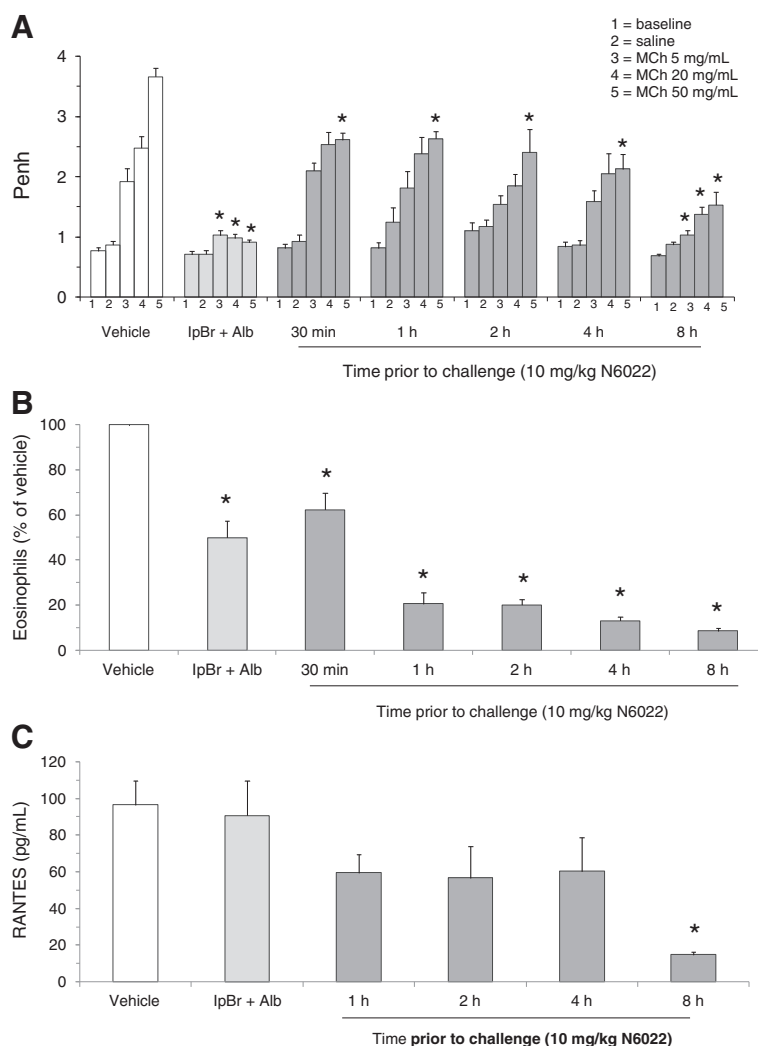 A
1 = baseline
2 = saline
3 = MCh 5 mg/mL
4 = MCh 20 mg/mL
5 = MCh 50 mg/mL
4
3
2
1
0
Penh
* * * * * * * * * *
1 2 3 4 5 1 2 3 4 5 1 2 3 4 5 1 2 3 4 5 1 2 3 4 5 1 2 3 4 5 1 2 3 4 5
Vehicle IpBr + Alb 30 min 1 h 2 h 4 h 8 h
Time prior to challenge (10 mg/kg N6022)
B
100
80
60
40
20
0
Eosinophils (% of vehicle)
* * * * * *
Vehicle IpBr + Alb 30 min 1 h 2 h 4 h 8 h
Time prior to challenge (10 mg/kg N6022)
C
120
100
80
60
40
20
0
RANTES (pg/mL)
*
Vehicle IpBr + Alb 1 h 2 h 4 h 8 h
Time prior to challenge (10 mg/kg N6022)